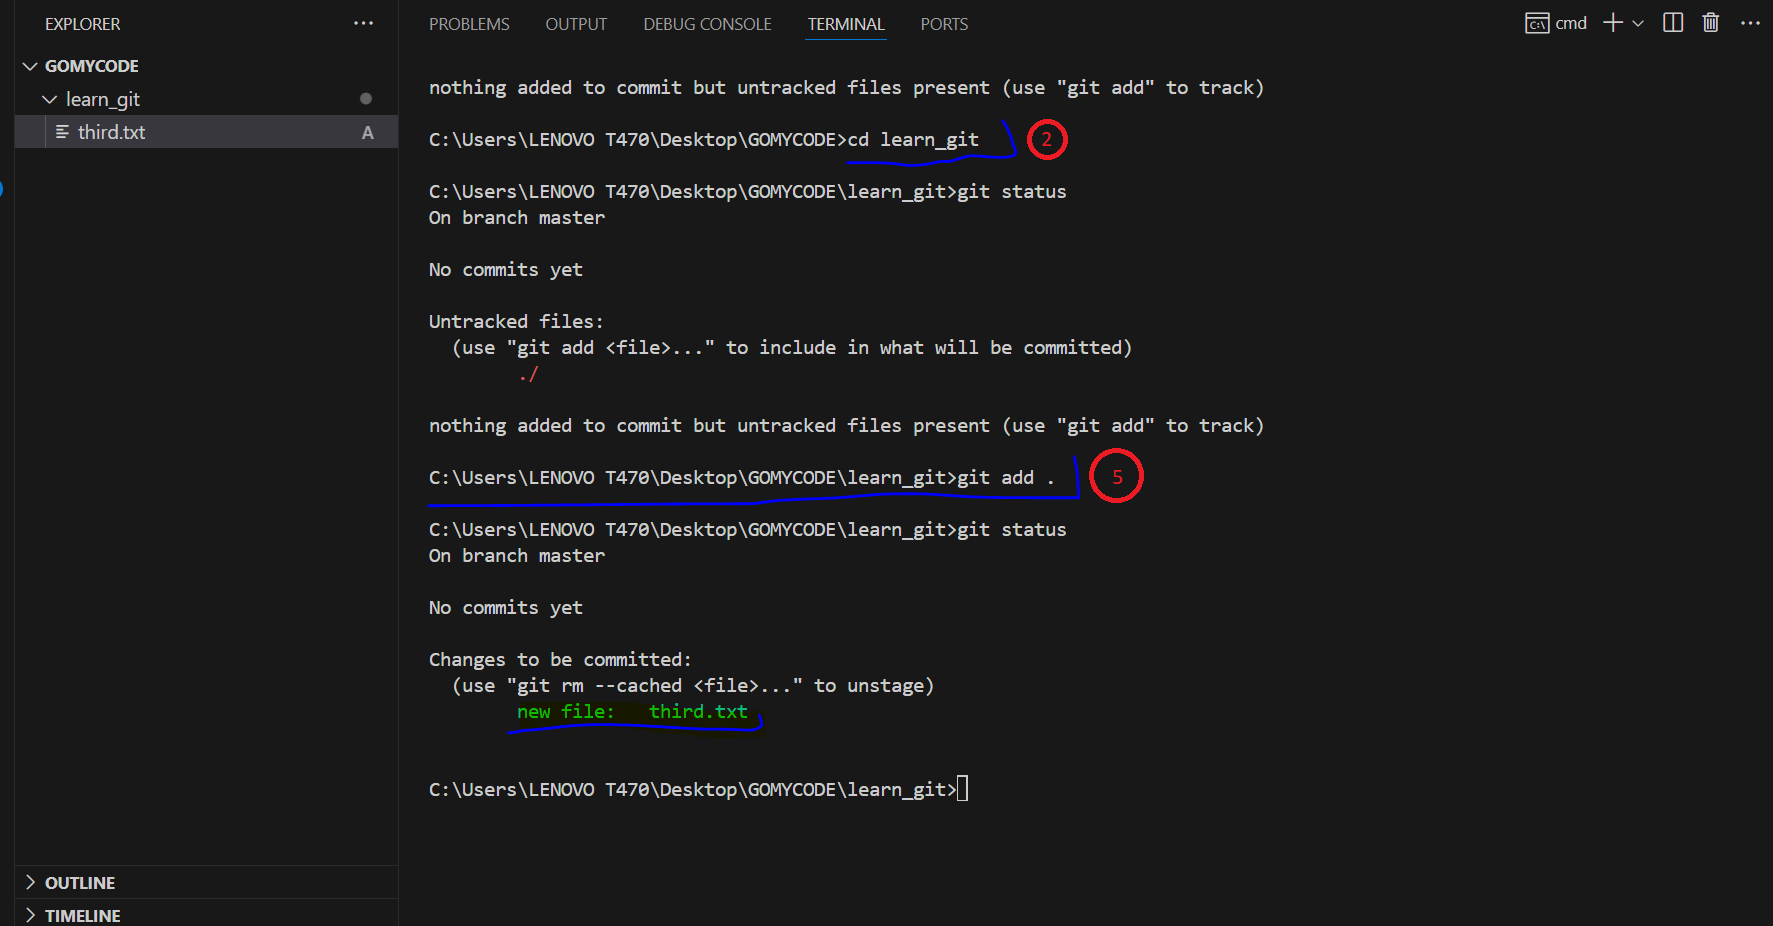 EXPLORER ...
GOMYCODE
learn_git
third.txt A
OUTLINE
TIMELINE
PROBLEMS OUTPUT DEBUG CONSOLE TERMINAL PORTS
cmd
nothing added to commit but untracked files present (use "git add" to track)
C:\Users\LENOVO T470\Desktop\GOMYCODE>cd learn_git 2
C:\Users\LENOVO T470\Desktop\GOMYCODE\learn_git>git status
On branch master
No commits yet
Untracked files:
(use "git add <file>..." to include in what will be committed)
./
nothing added to commit but untracked files present (use "git add" to track)
C:\Users\LENOVO T470\Desktop\GOMYCODE\learn_git>git add . 5
C:\Users\LENOVO T470\Desktop\GOMYCODE\learn_git>git status
On branch master
No commits yet
Changes to be committed:
(use "git rm --cached <file>..." to unstage)
new file: third.txt
C:\Users\LENOVO T470\Desktop\GOMYCODE\learn_git>